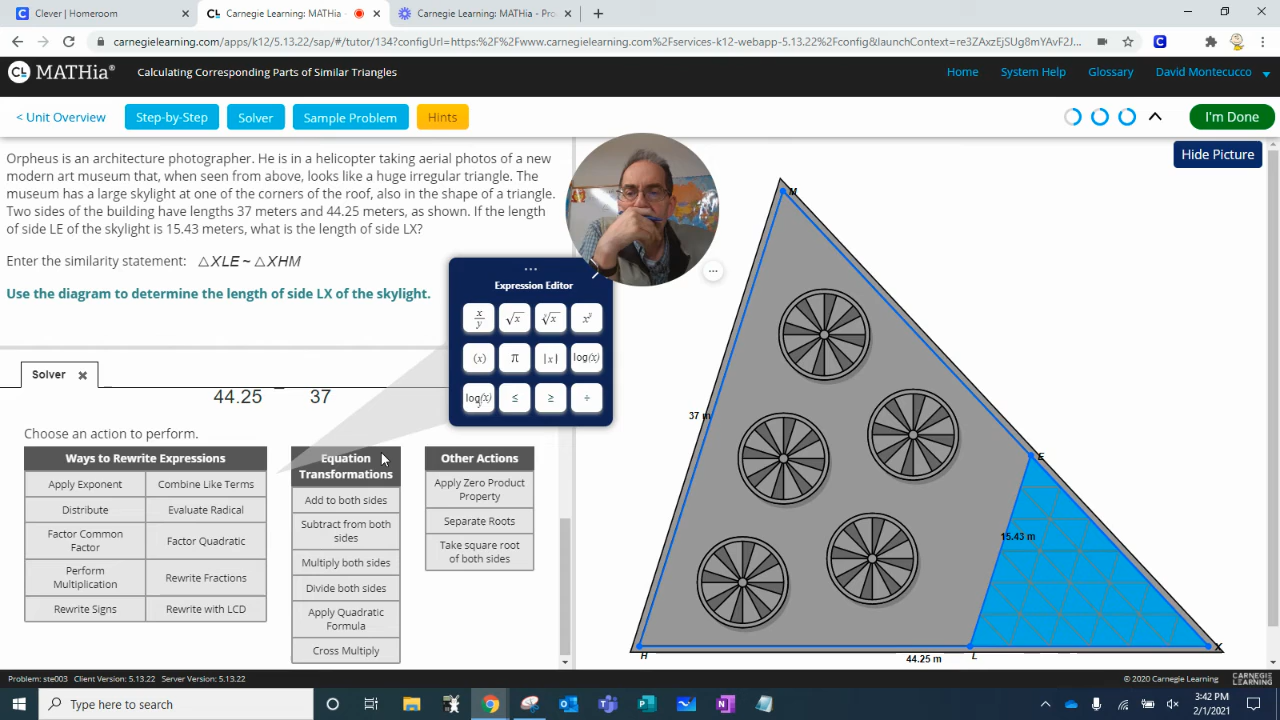 Clever | Homeroom
Carnegie Learning: MATHia -
Carnegie Learning: MATHia - Pro
carnegielearning.com/apps/k12/5.13.22/sap/#/tutor/134?configUrl=https%2F%2Fwww.carnegielearning.com%2Fservices-k12-webapp-5.13.22%2Fconfig&launchContext=re3ZAxzEjSUg8mYAvF2J...
CL MATHia®
Calculating Corresponding Parts of Similar Triangles
Home
System Help
Glossary
David Montecucco
< Unit Overview
Step-by-Step
Solver
Sample Problem
Hints
I'm Done
Hide Picture
Orpheus is an architecture photographer. He is in a helicopter taking aerial photos of a new
modern art museum that, when seen from above, looks like a huge irregular triangle. The
museum has a large skylight at one of the corners of the roof, also in the shape of a triangle.
Two sides of the building have lengths 37 meters and 44.25 meters, as shown. If the length
of side LE of the skylight is 15.43 meters, what is the length of side LX?
Enter the similarity statement: △XLE ~ △XHM
Use the diagram to determine the length of side LX of the skylight.
Expression Editor
x/y
√x
∛x
xʸ
(x)
π
|x|
log(x)
logy(x)
≤
≥
÷
Solver
44.25 = 37
Choose an action to perform.
Ways to Rewrite Expressions
Apply Exponent
Combine Like Terms
Distribute
Evaluate Radical
Factor Common
Factor
Factor Quadratic
Perform
Multiplication
Rewrite Fractions
Rewrite Signs
Rewrite with LCD
Equation
Transformations
Add to both sides
Subtract from both
sides
Multiply both sides
Divide both sides
Apply Quadratic
Formula
Cross Multiply
Other Actions
Apply Zero Product
Property
Separate Roots
Take square root
of both sides
M
37 m
E
15.43 m
H
L
X
44.25 m
Problem: ste003 Client Version: 5.13.22 Server Version: 5.13.22
© 2020 Carnegie Learning
CARNEGIE
LEARNING
Type here to search
3:42 PM
2/1/2021